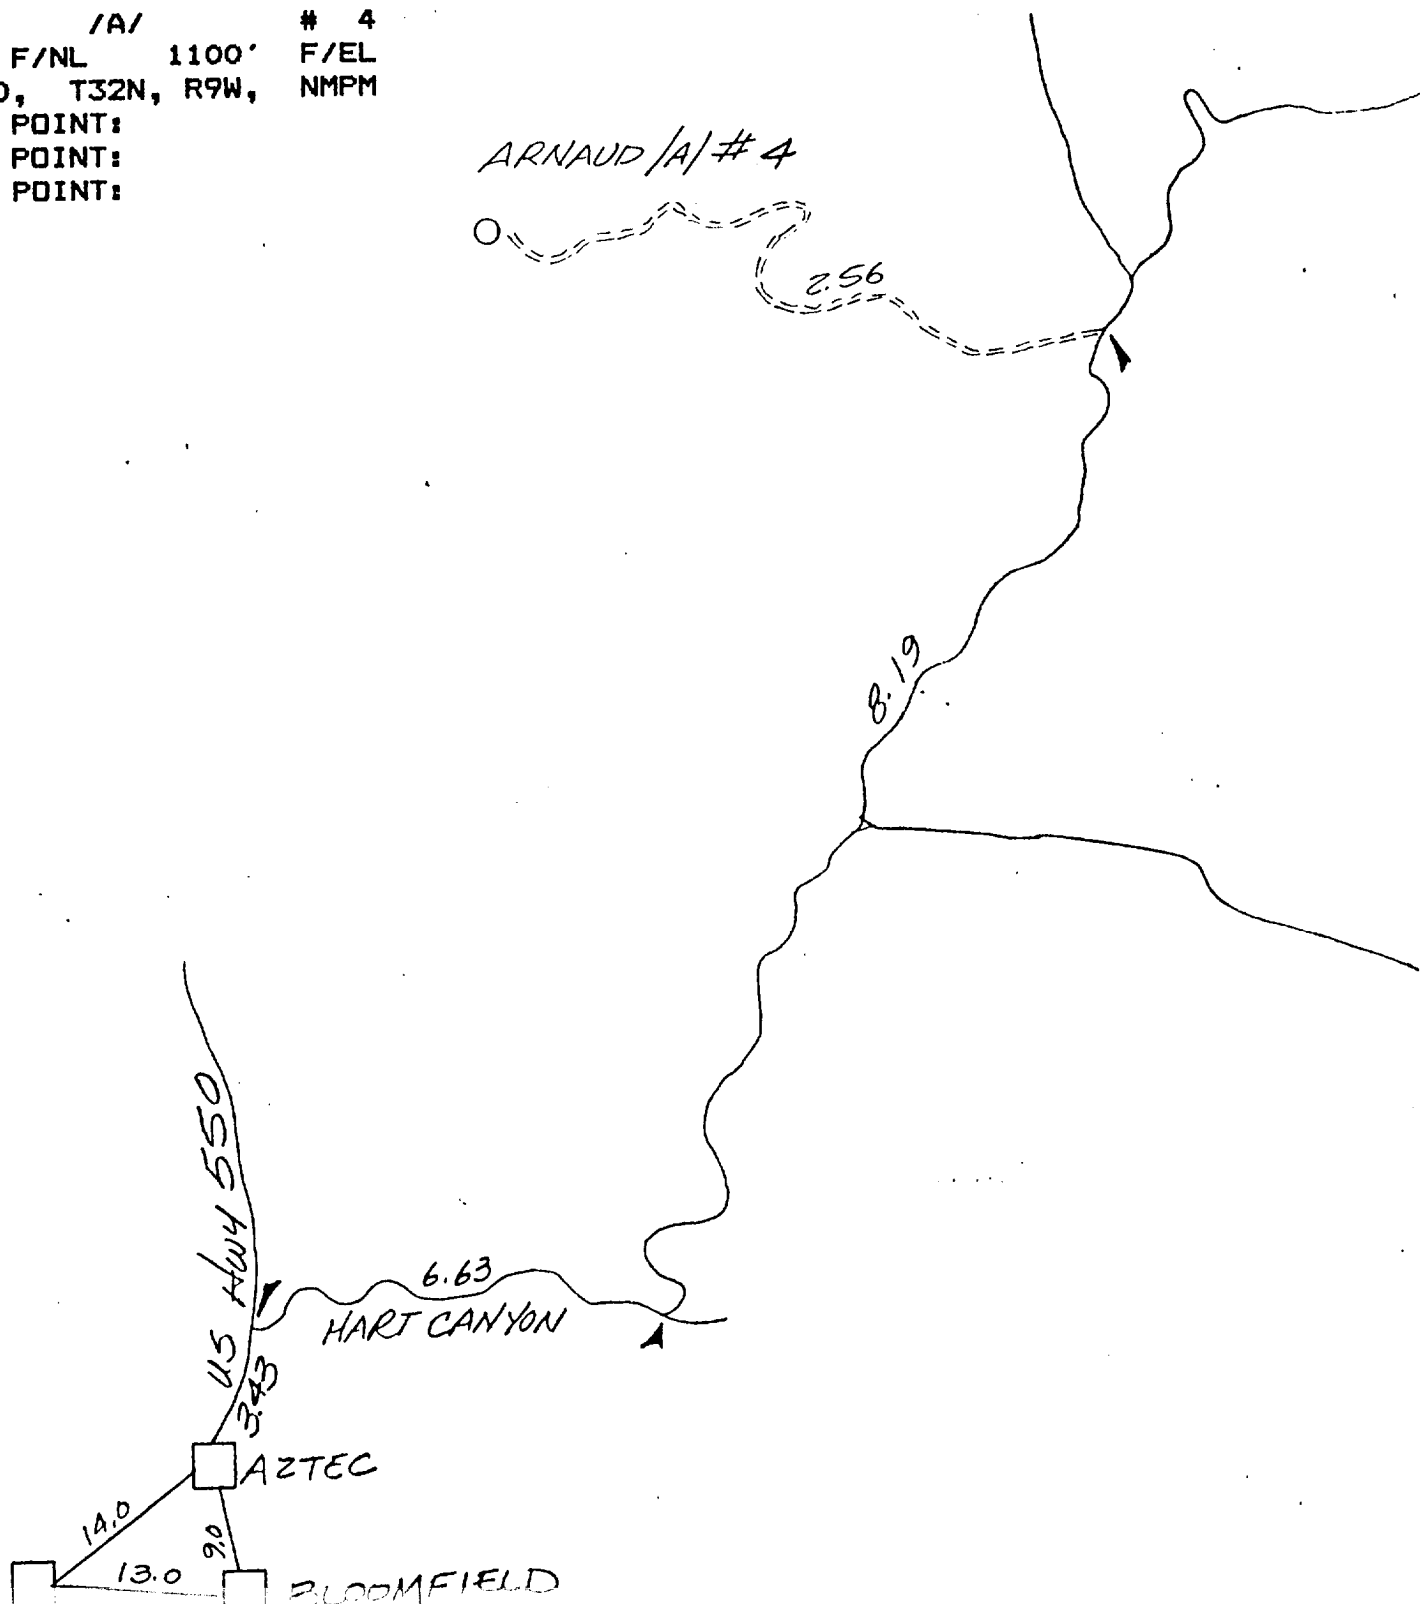 /A/ # 4
F/NL 1100' F/EL
T32N, R9W, NMPM
POINT:
POINT:
POINT:
ARNAUD /A/ # 4
2.56
8.19
US HWY 550
6.63
HART CANYON
3.43
AZTEC
14.0
9.0
13.0
BLOOMFIELD